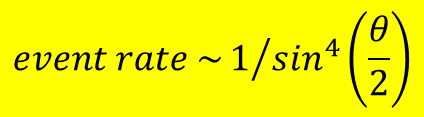 event rate ~ 1/sin⁴(θ/2)